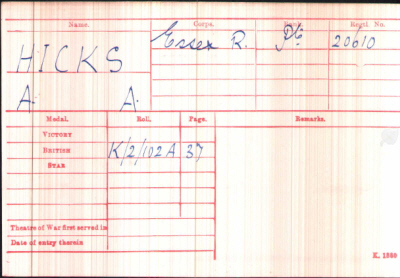 Name. Corps. Rank. Regtl. No.
HICKS Essex R. Pte 20610
A. A.
Medal. Roll. Page. Remarks.
VICTORY
BRITISH K/2/102A 37
STAR
Theatre of War first served in
Date of entry therein
K. 1380